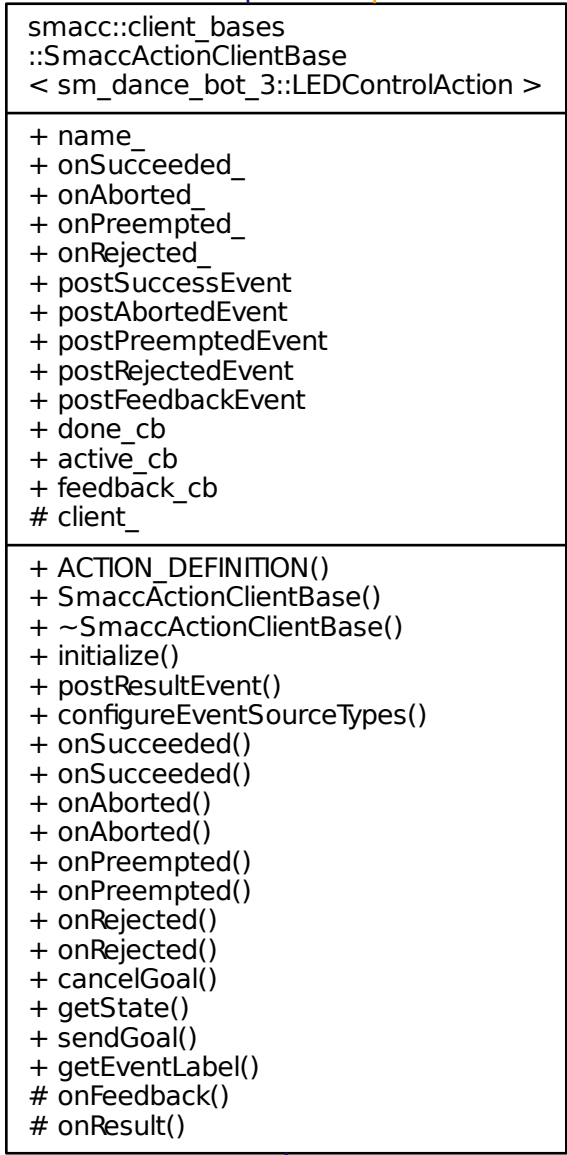 smacc::client_bases
::SmaccActionClientBase
< sm_dance_bot_3::LEDControlAction >
+ name_
+ onSucceeded_
+ onAborted_
+ onPreempted_
+ onRejected_
+ postSuccessEvent
+ postAbortedEvent
+ postPreemptedEvent
+ postRejectedEvent
+ postFeedbackEvent
+ done_cb
+ active_cb
+ feedback_cb
# client_
+ ACTION_DEFINITION()
+ SmaccActionClientBase()
+ ~SmaccActionClientBase()
+ initialize()
+ postResultEvent()
+ configureEventSourceTypes()
+ onSucceeded()
+ onSucceeded()
+ onAborted()
+ onAborted()
+ onPreempted()
+ onPreempted()
+ onRejected()
+ onRejected()
+ cancelGoal()
+ getState()
+ sendGoal()
+ getEventLabel()
# onFeedback()
# onResult()